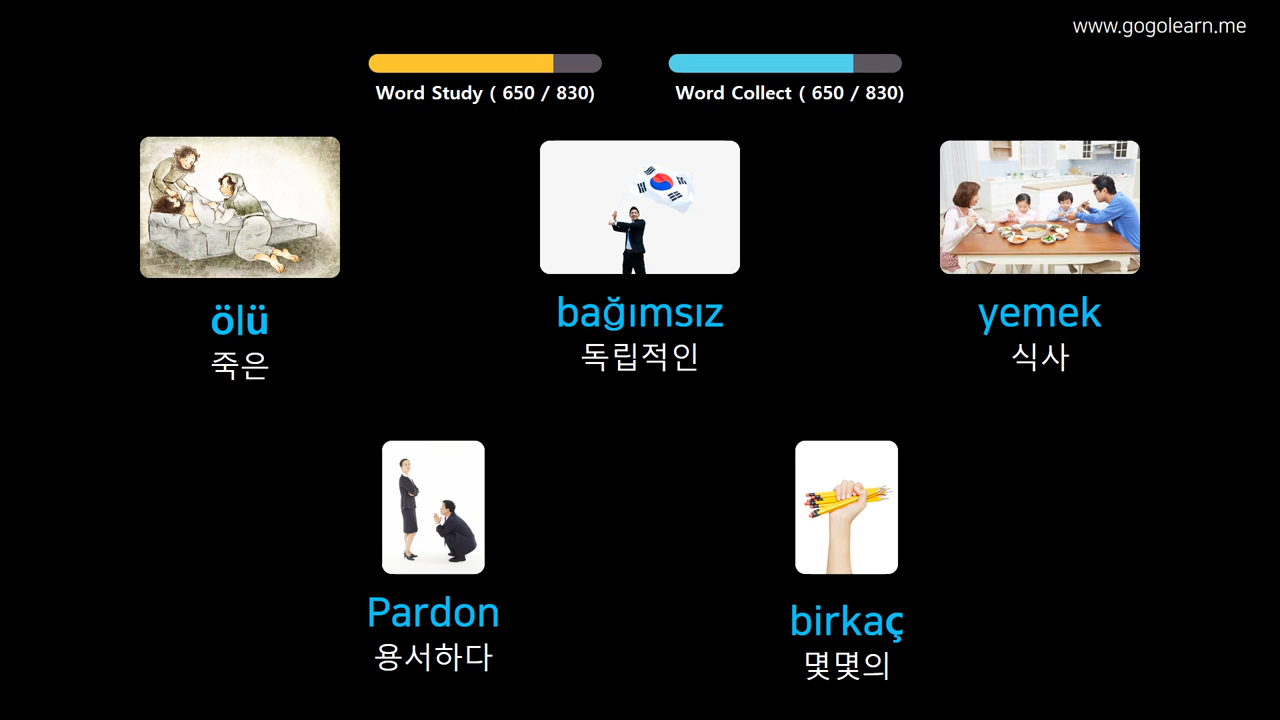 www.gogolearn.me
Word Study ( 650 / 830)
Word Collect ( 650 / 830)
ölü
죽은
bağımsız
독립적인
yemek
식사
Pardon
용서하다
birkaç
몇몇의